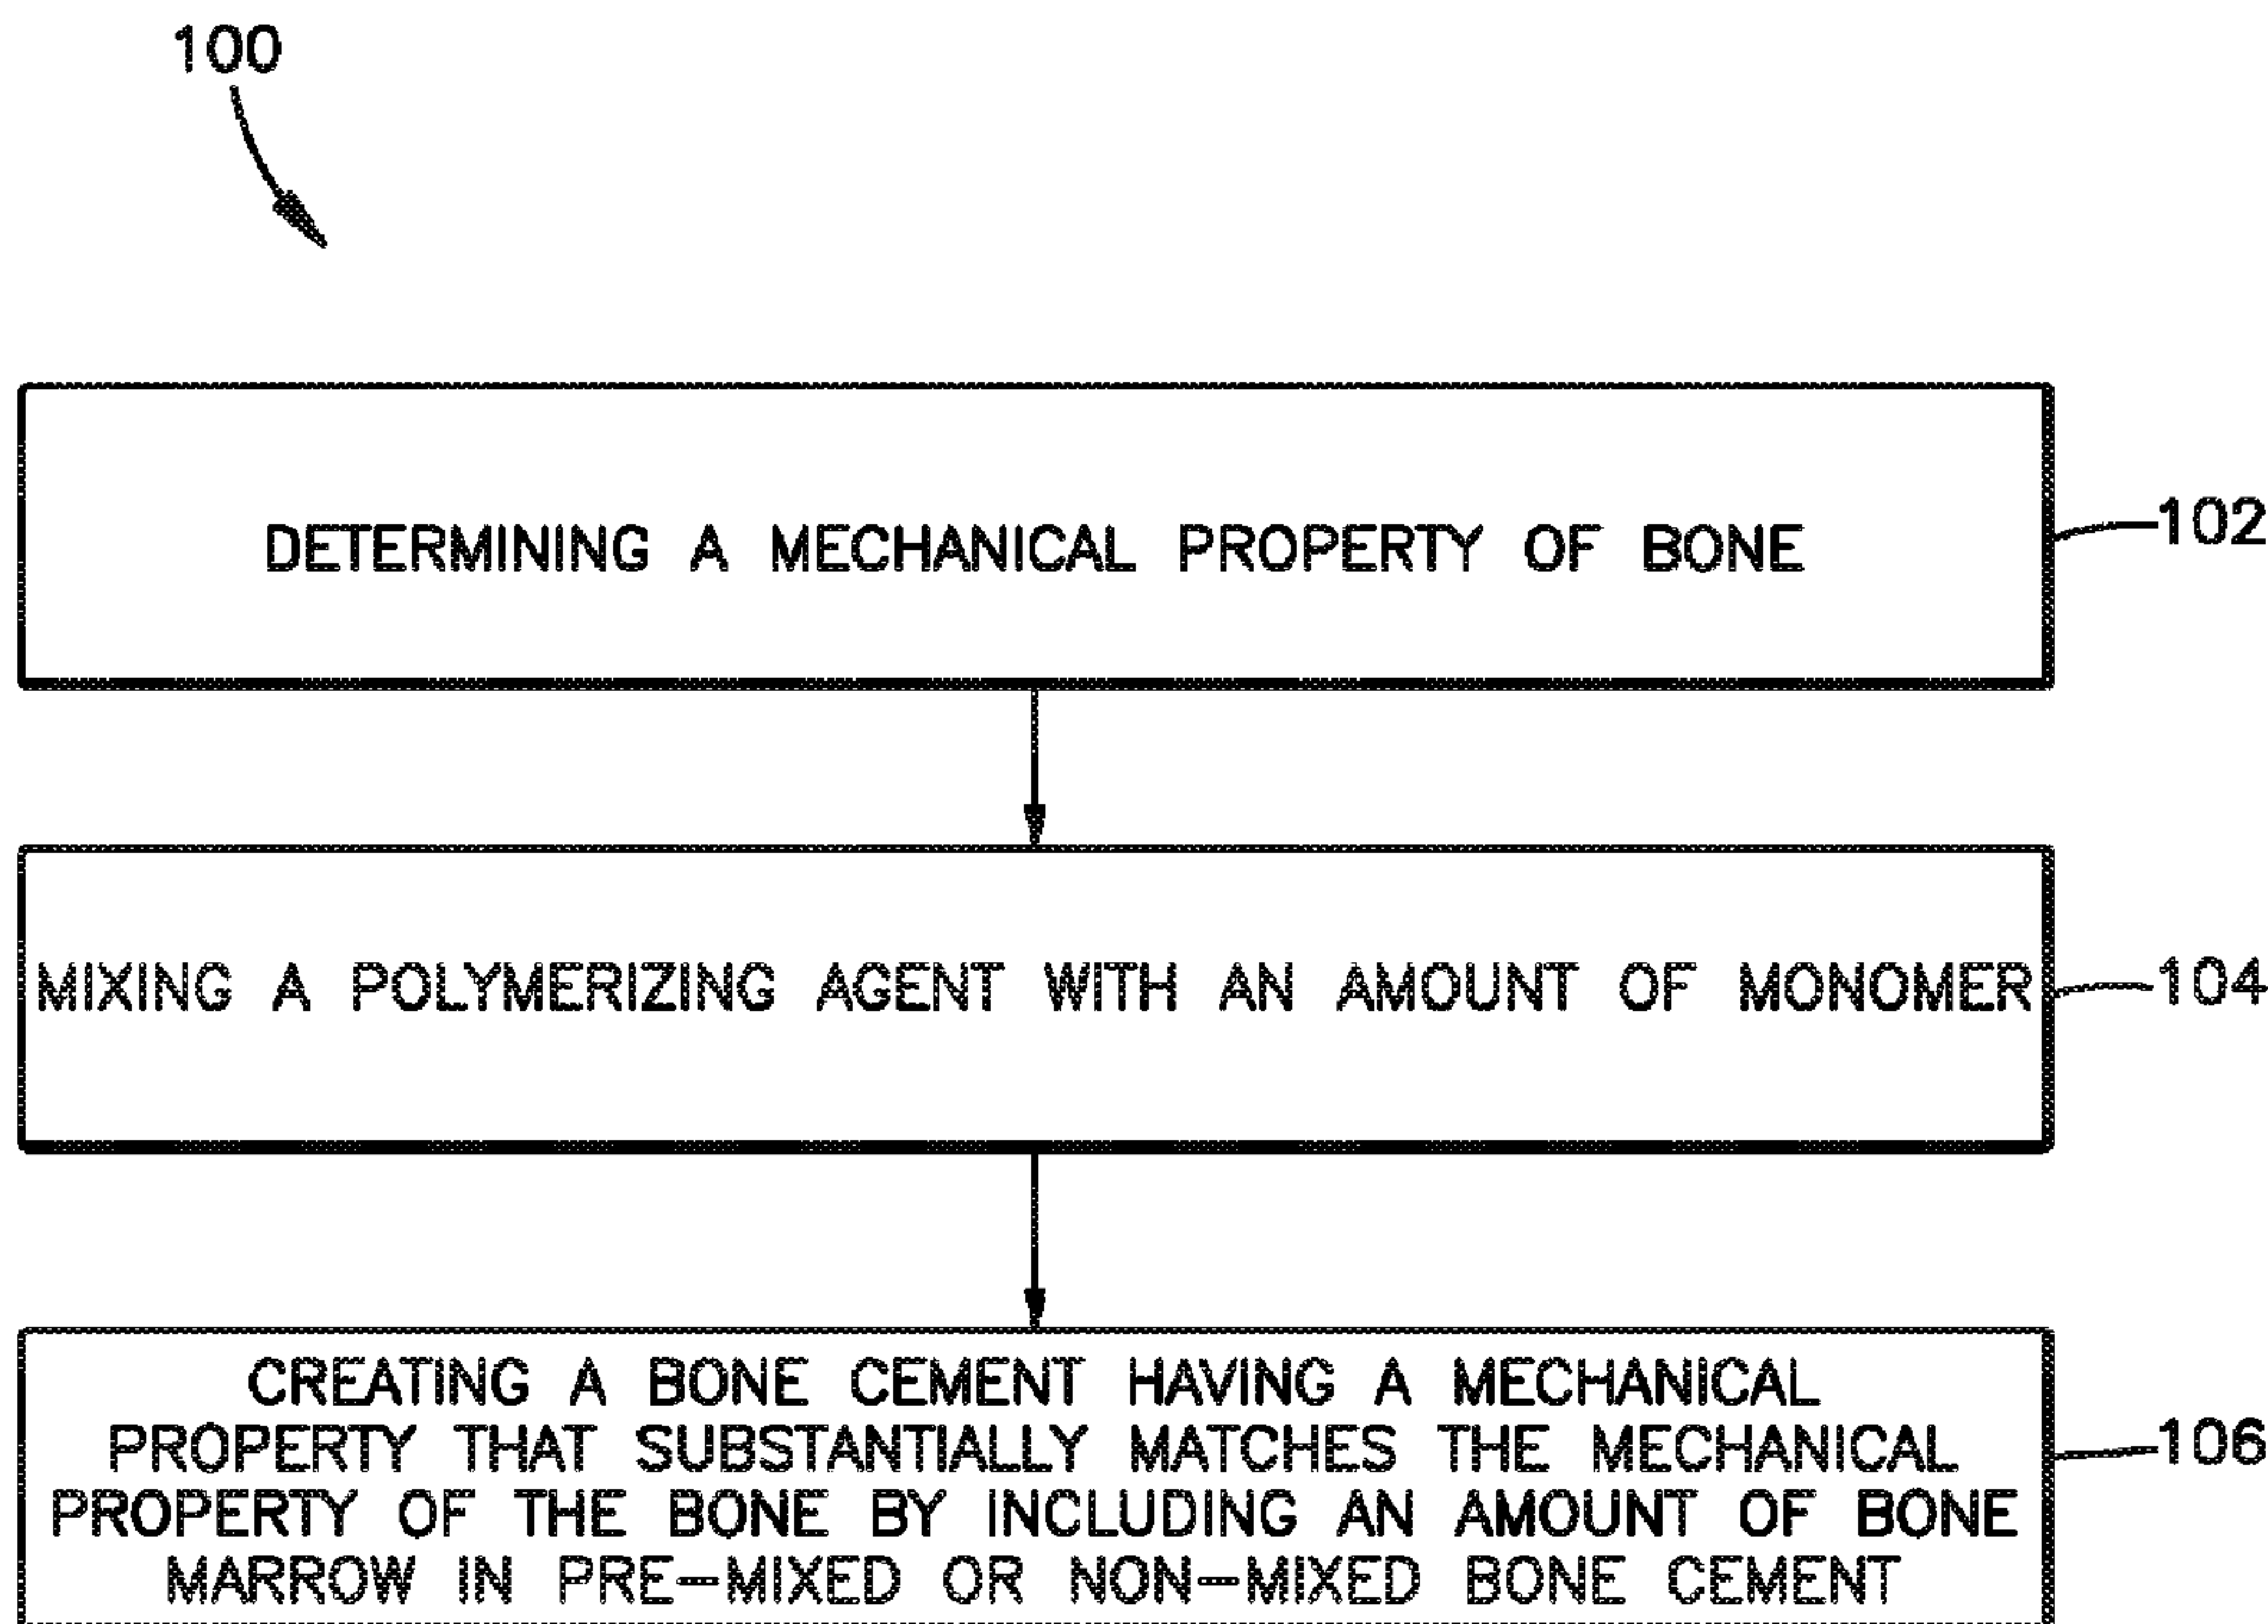 100
DETERMINING A MECHANICAL PROPERTY OF BONE
102
MIXING A POLYMERIZING AGENT WITH AN AMOUNT OF MONOMER
104
CREATING A BONE CEMENT HAVING A MECHANICAL
PROPERTY THAT SUBSTANTIALLY MATCHES THE MECHANICAL
PROPERTY OF THE BONE BY INCLUDING AN AMOUNT OF BONE
MARROW IN PRE-MIXED OR NON-MIXED BONE CEMENT
106